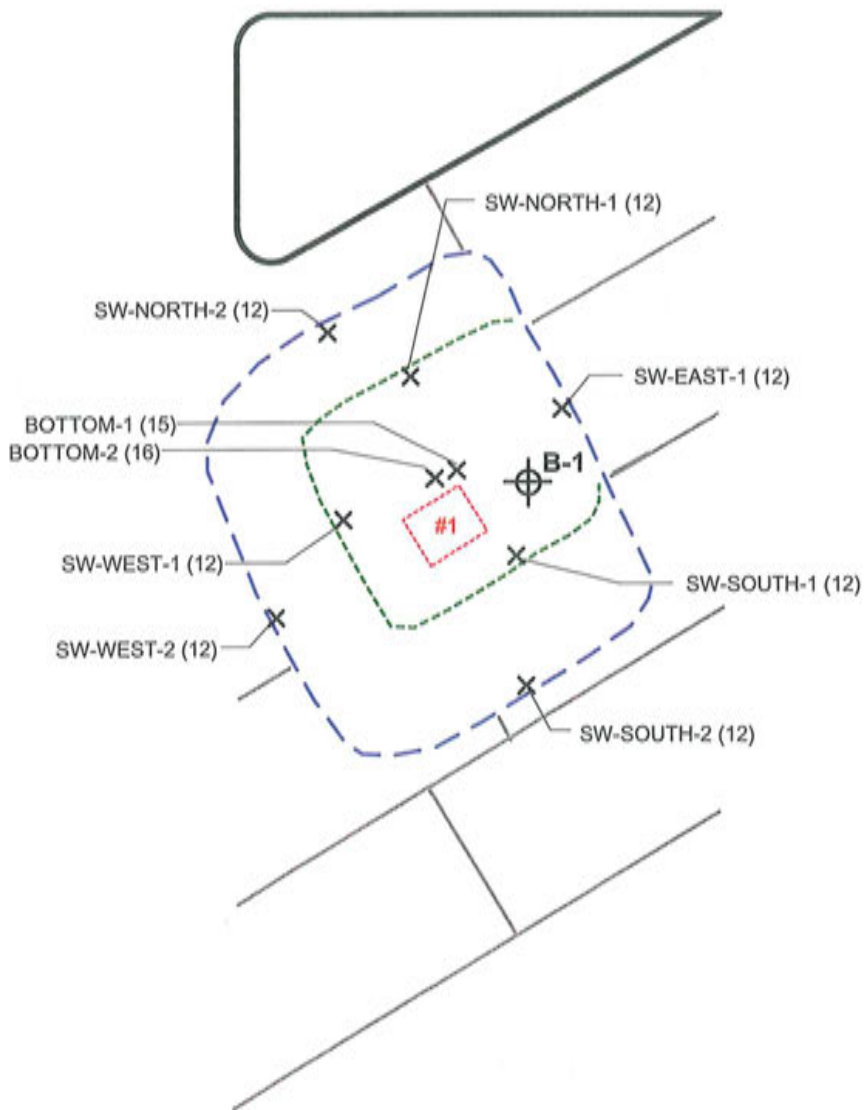 SW-NORTH-1 (12)
SW-NORTH-2 (12)
SW-EAST-1 (12)
BOTTOM-1 (15)
BOTTOM-2 (16)
B-1
#1
SW-WEST-1 (12)
SW-SOUTH-1 (12)
SW-WEST-2 (12)
SW-SOUTH-2 (12)